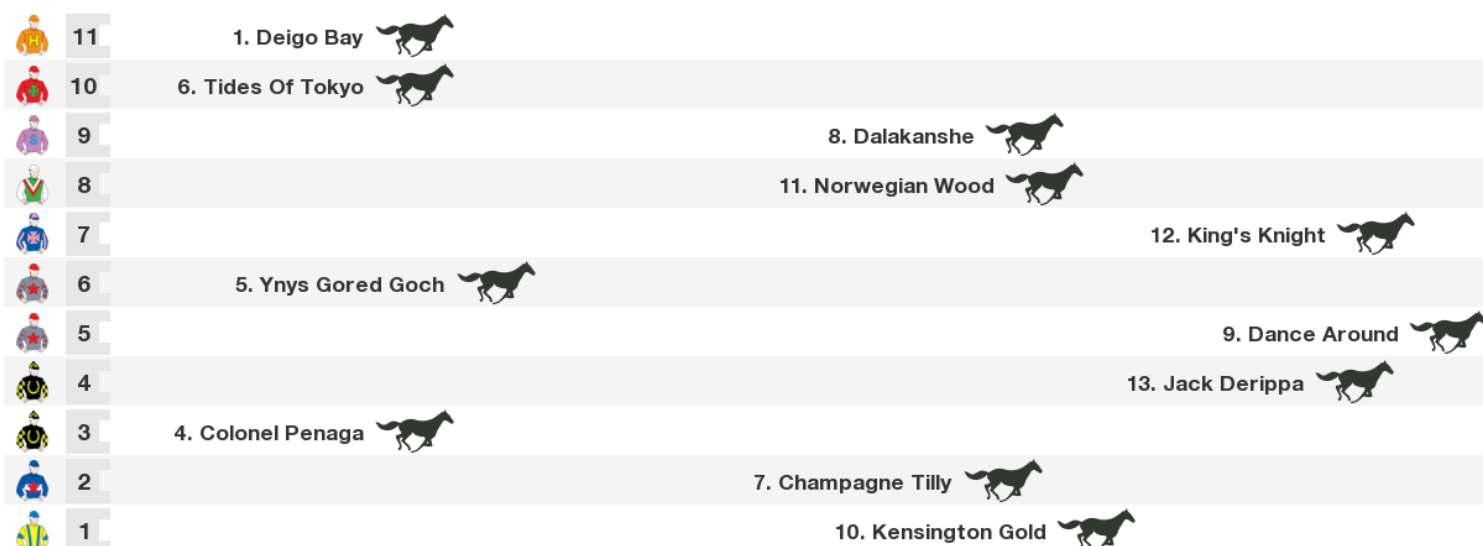 11 1. Deigo Bay
10 6. Tides Of Tokyo
9 8. Dalakanshe
8 11. Norwegian Wood
7 12. King's Knight
6 5. Ynys Gored Goch
5 9. Dance Around
4 13. Jack Derippa
3 4. Colonel Penaga
2 7. Champagne Tilly
1 10. Kensington Gold